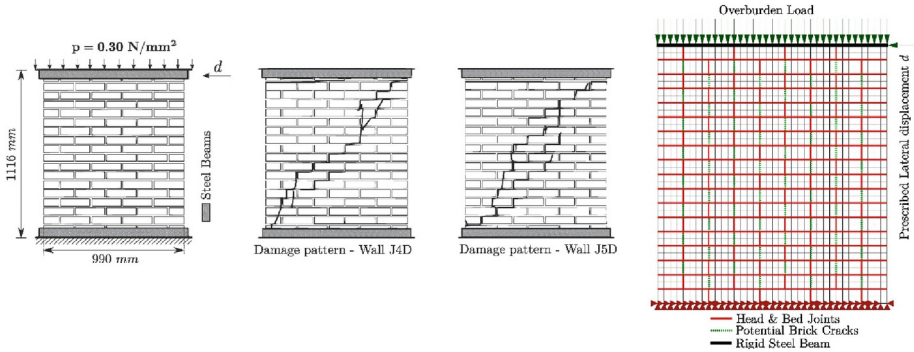 p = 0.30 N/mm²
d
1116 mm
990 mm
Steel Beams
Damage pattern - Wall J4D
Damage pattern - Wall J5D
Overburden Load
Prescribed Lateral displacement d
Head & Bed Joints
Potential Brick Cracks
Rigid Steel Beam